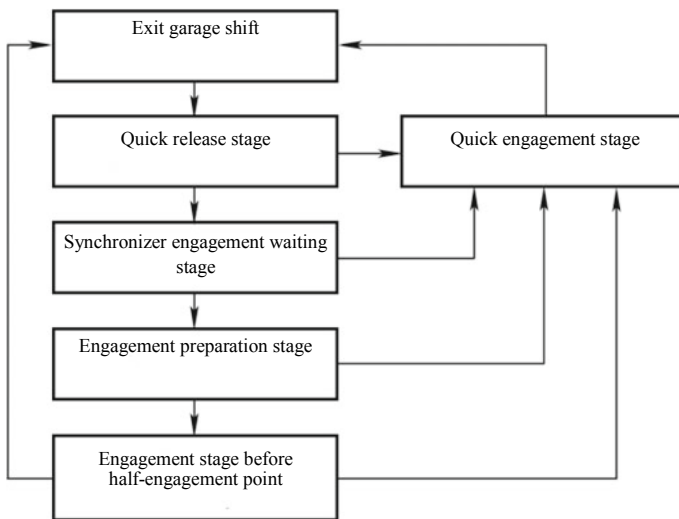 Exit garage shift
Quick release stage
Quick engagement stage
Synchronizer engagement waiting
stage
Engagement preparation stage
Engagement stage before
half-engagement point